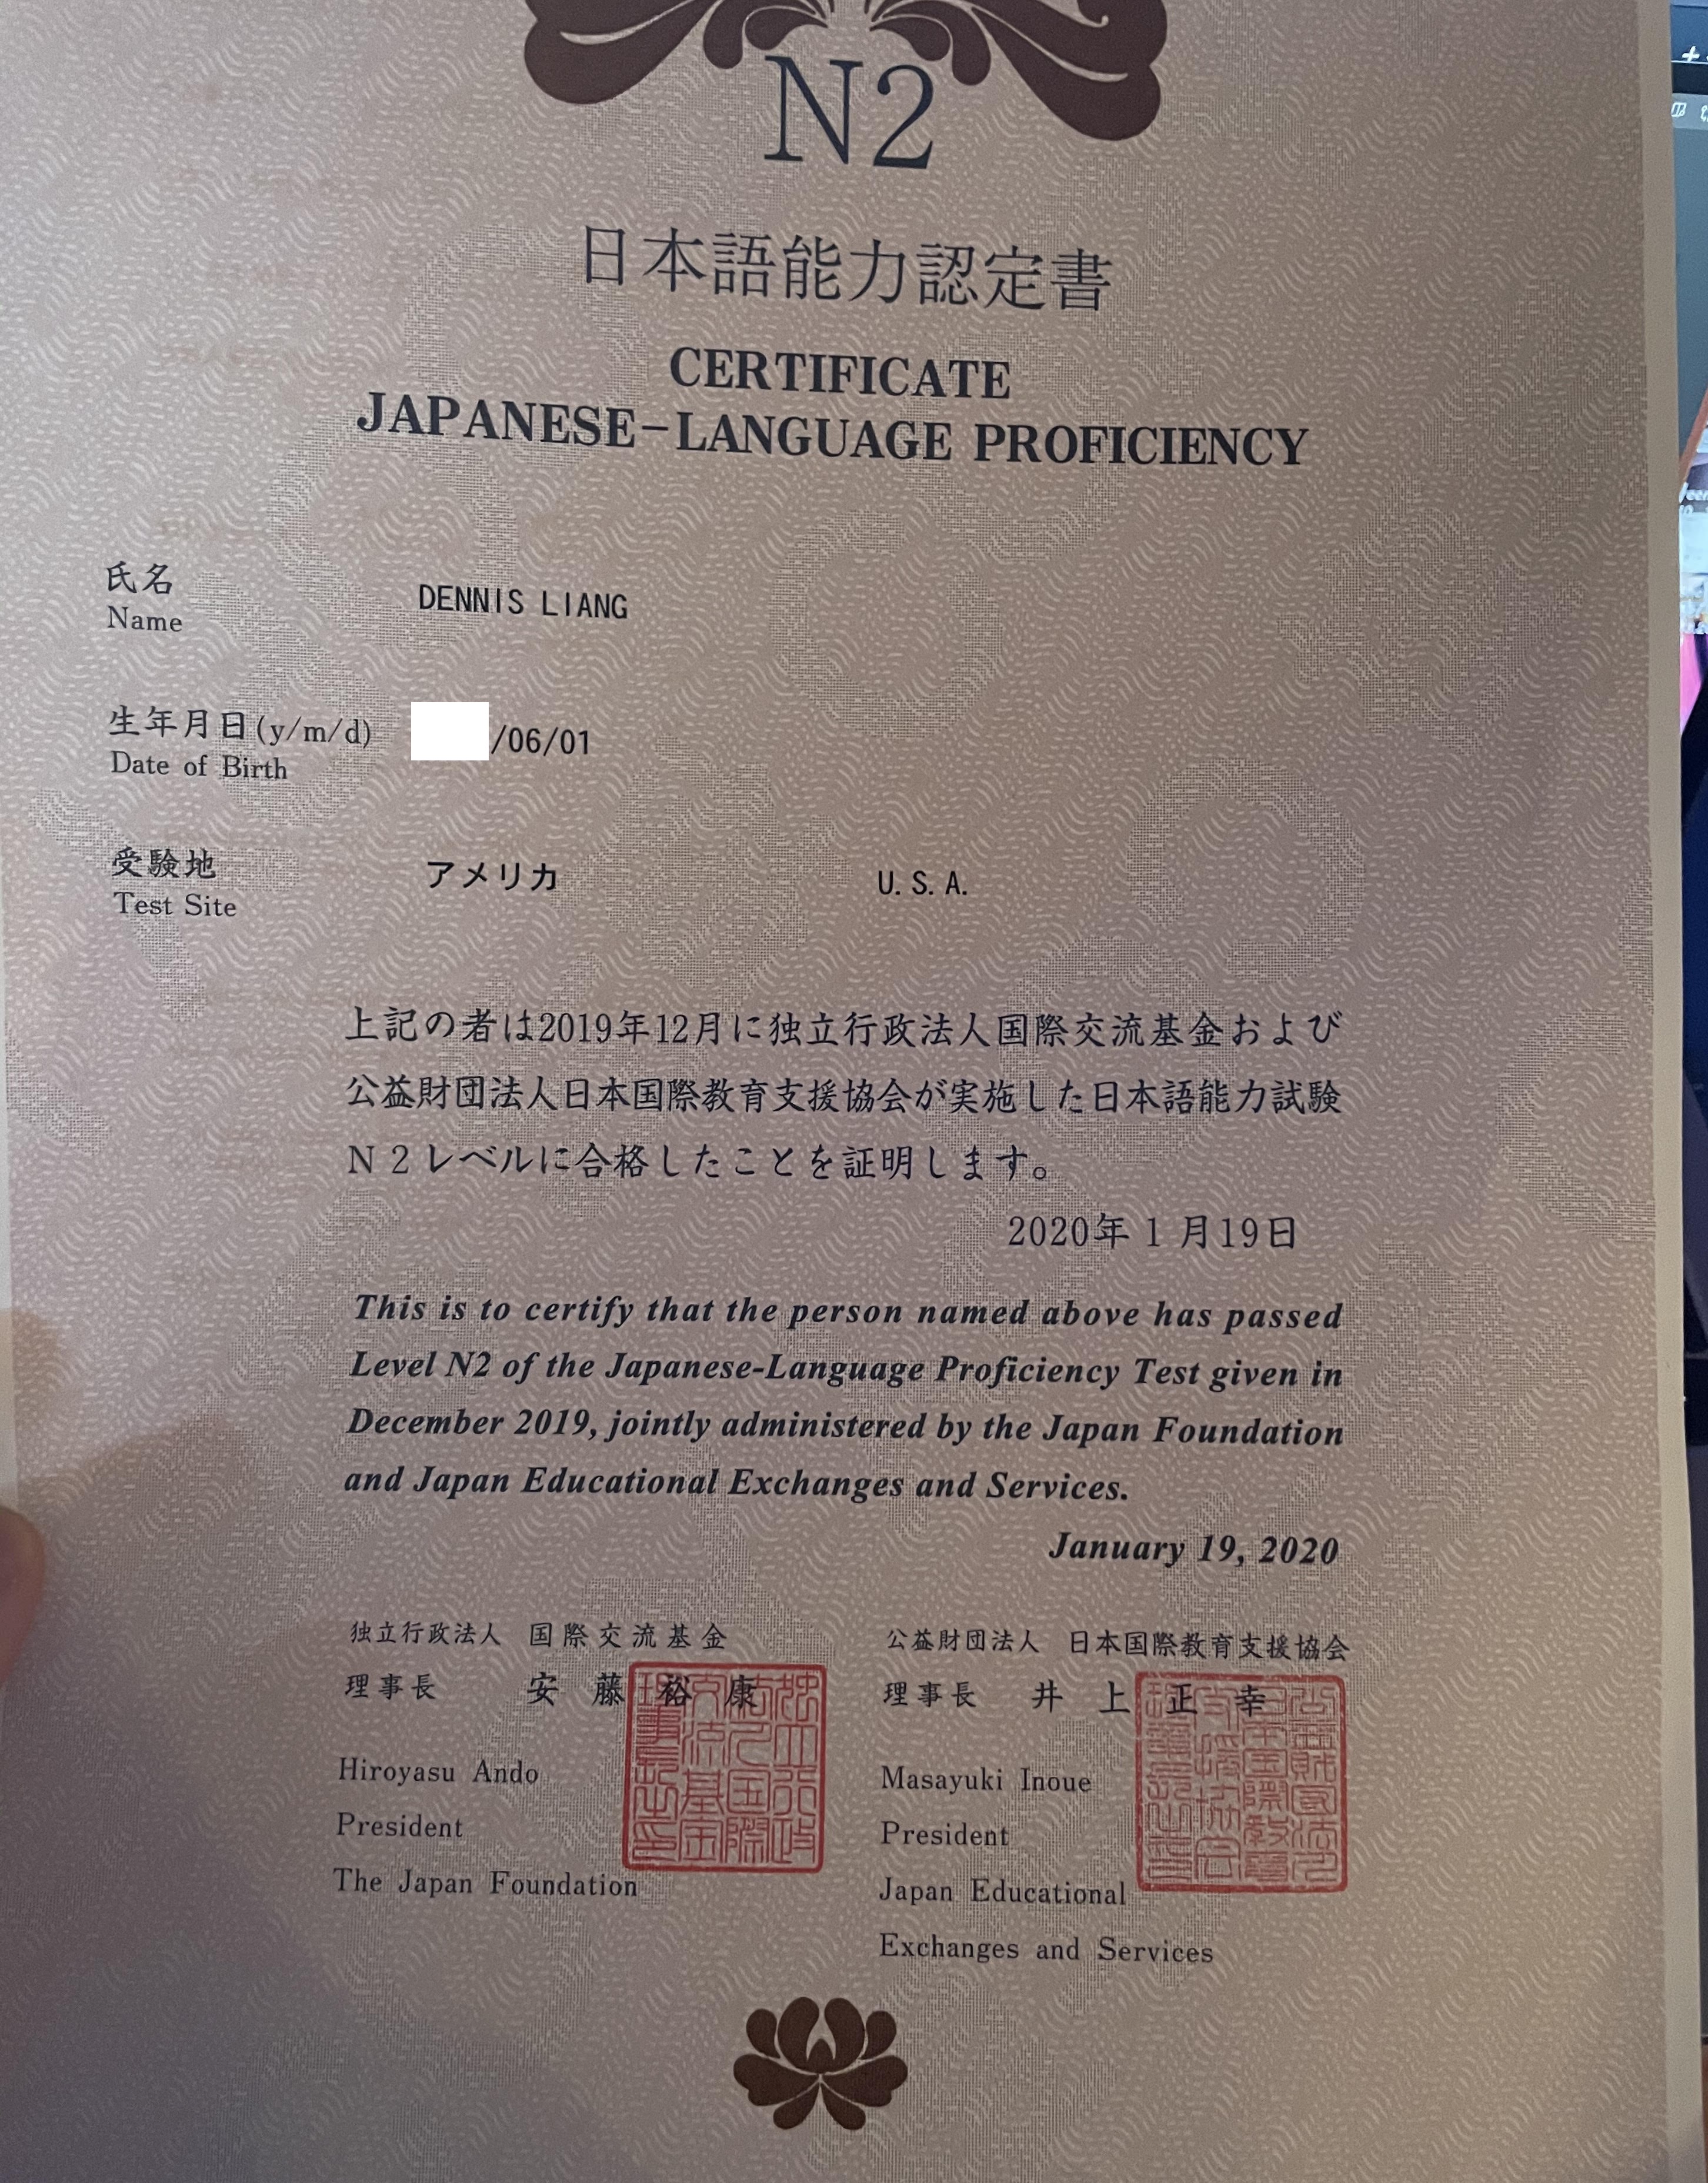 N2
日本語能力認定書
CERTIFICATE
JAPANESE-LANGUAGE PROFICIENCY
氏名
Name
DENNIS LIANG
生年月日(y/m/d)
Date of Birth
/06/01
受験地
Test Site
アメリカ U.S.A.
上記の者は2019年12月に独立行政法人国際交流基金および
公益財団法人日本国際教育支援協会が実施した日本語能力試験
N2レベルに合格したことを証明します。
2020年1月19日
This is to certify that the person named above has passed
Level N2 of the Japanese-Language Proficiency Test given in
December 2019, jointly administered by the Japan Foundation
and Japan Educational Exchanges and Services.
January 19, 2020
独立行政法人 国際交流基金
理事長 安藤裕康
Hiroyasu Ando
President
The Japan Foundation
公益財団法人 日本国際教育支援協会
理事長 井上正幸
Masayuki Inoue
President
Japan Educational
Exchanges and Services